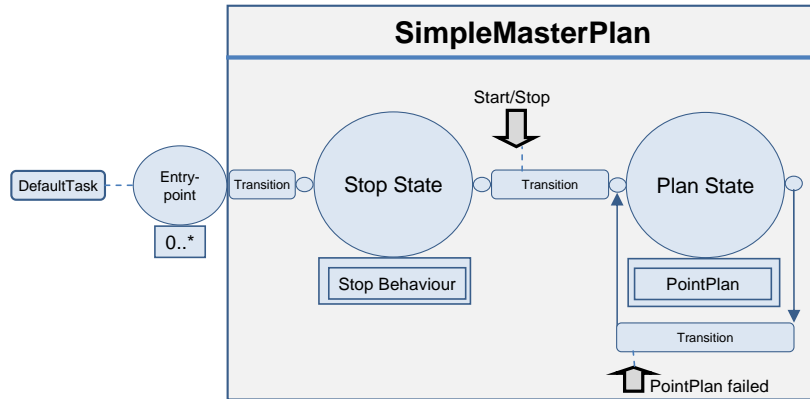 SimpleMasterPlan
Start/Stop
DefaultTask
Entry-
point
Transition
Stop State
Transition
Plan State
0..*
Stop Behaviour
PointPlan
Transition
PointPlan failed